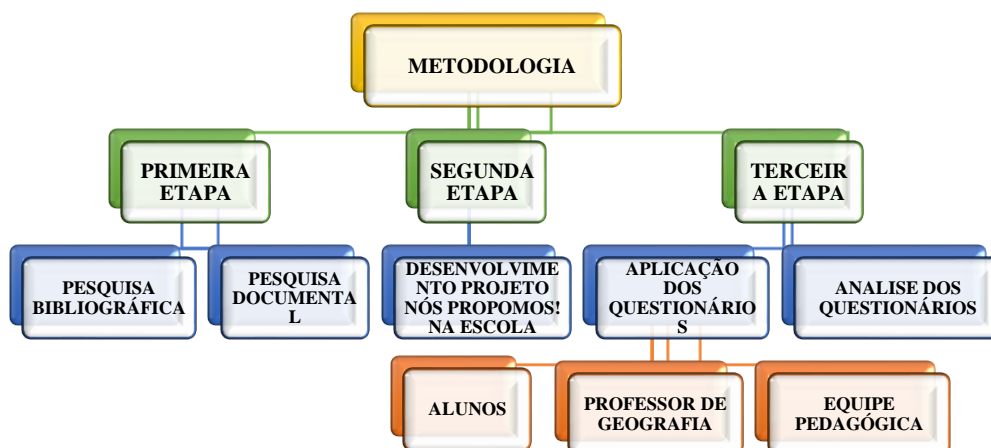 METODOLOGIA
PRIMEIRA
ETAPA
SEGUNDA
ETAPA
TERCEIR
A ETAPA
PESQUISA
BIBLIOGRÁFICA
PESQUISA
DOCUMENTA
L
DESENVOLVIME
NTO PROJETO
NÓS PROPOMOS!
NA ESCOLA
APLICAÇÃO
DOS
QUESTIONÁRIO
S
ANALISE DOS
QUESTIONÁRIOS
ALUNOS
PROFESSOR DE
GEOGRAFIA
EQUIPE
PEDAGÓGICA